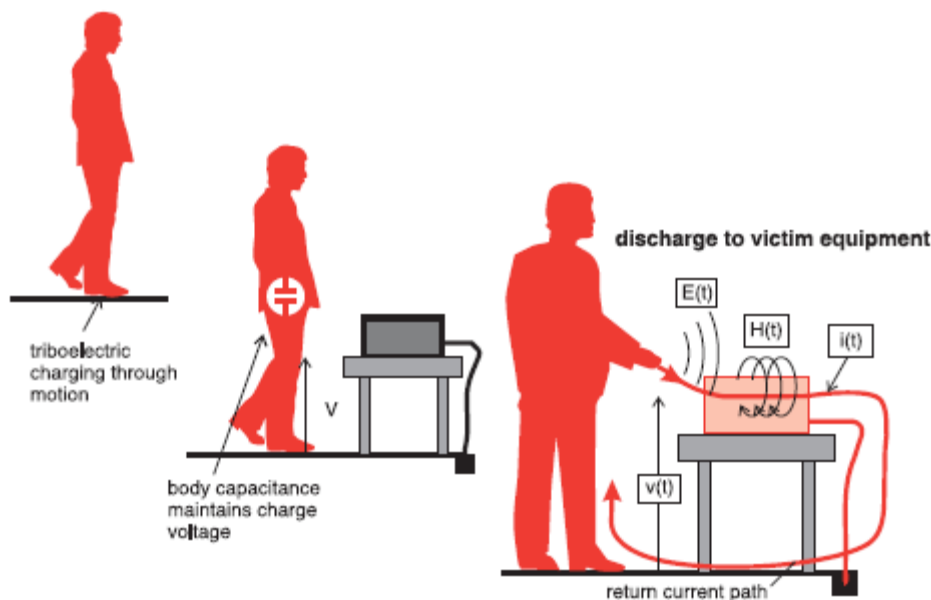 triboelectric
charging through
motion
body capacitance
maintains charge
voltage
V
discharge to victim equipment
E(t)
H(t)
i(t)
v(t)
return current path